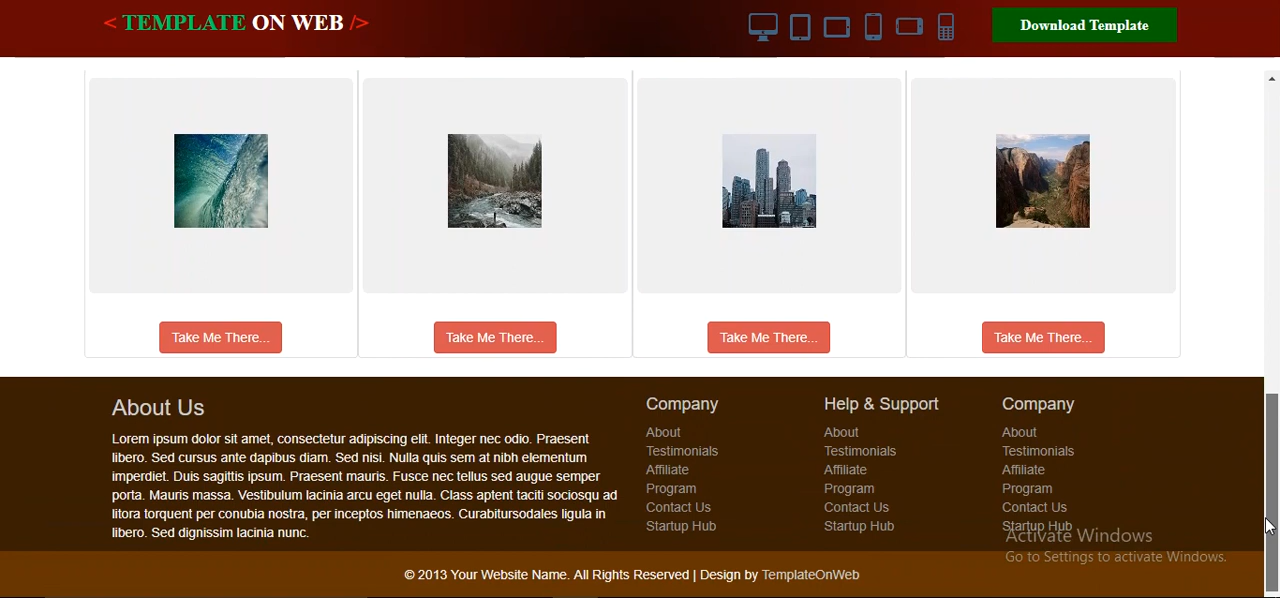 < TEMPLATE ON WEB />
Download Template
Take Me There...
Take Me There...
Take Me There...
Take Me There...
About Us
Lorem ipsum dolor sit amet, consectetur adipiscing elit. Integer nec odio. Praesent
libero. Sed cursus ante dapibus diam. Sed nisi. Nulla quis sem at nibh elementum
imperdiet. Duis sagittis ipsum. Praesent mauris. Fusce nec tellus sed augue semper
porta. Mauris massa. Vestibulum lacinia arcu eget nulla. Class aptent taciti sociosqu ad
litora torquent per conubia nostra, per inceptos himenaeos. Curabitursodales ligula in
libero. Sed dignissim lacinia nunc.
Company
About
Testimonials
Affiliate
Program
Contact Us
Startup Hub
Help & Support
About
Testimonials
Affiliate
Program
Contact Us
Startup Hub
Company
About
Testimonials
Affiliate
Program
Contact Us
Startup Hub
Activate Windows
Go to Settings to activate Windows.
© 2013 Your Website Name. All Rights Reserved | Design by TemplateOnWeb